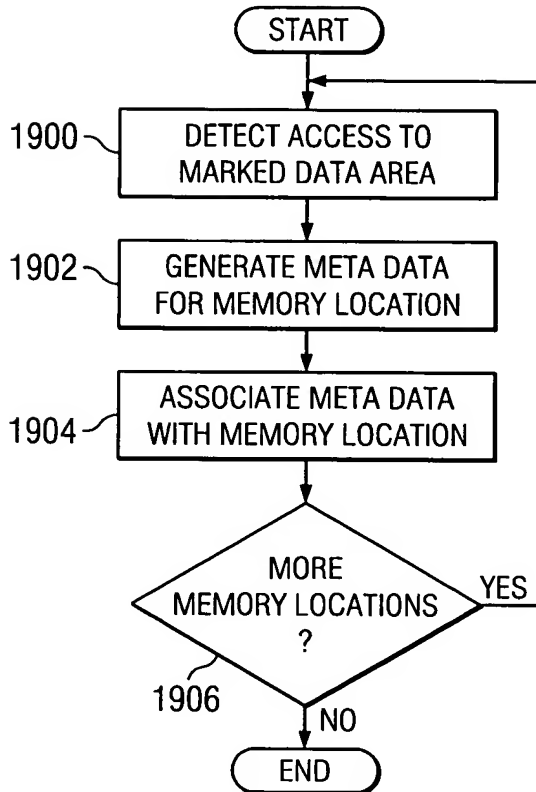 START
1900
DETECT ACCESS TO
MARKED DATA AREA
1902
GENERATE META DATA
FOR MEMORY LOCATION
1904
ASSOCIATE META DATA
WITH MEMORY LOCATION
MORE
MEMORY LOCATIONS
?
YES
1906
NO
END